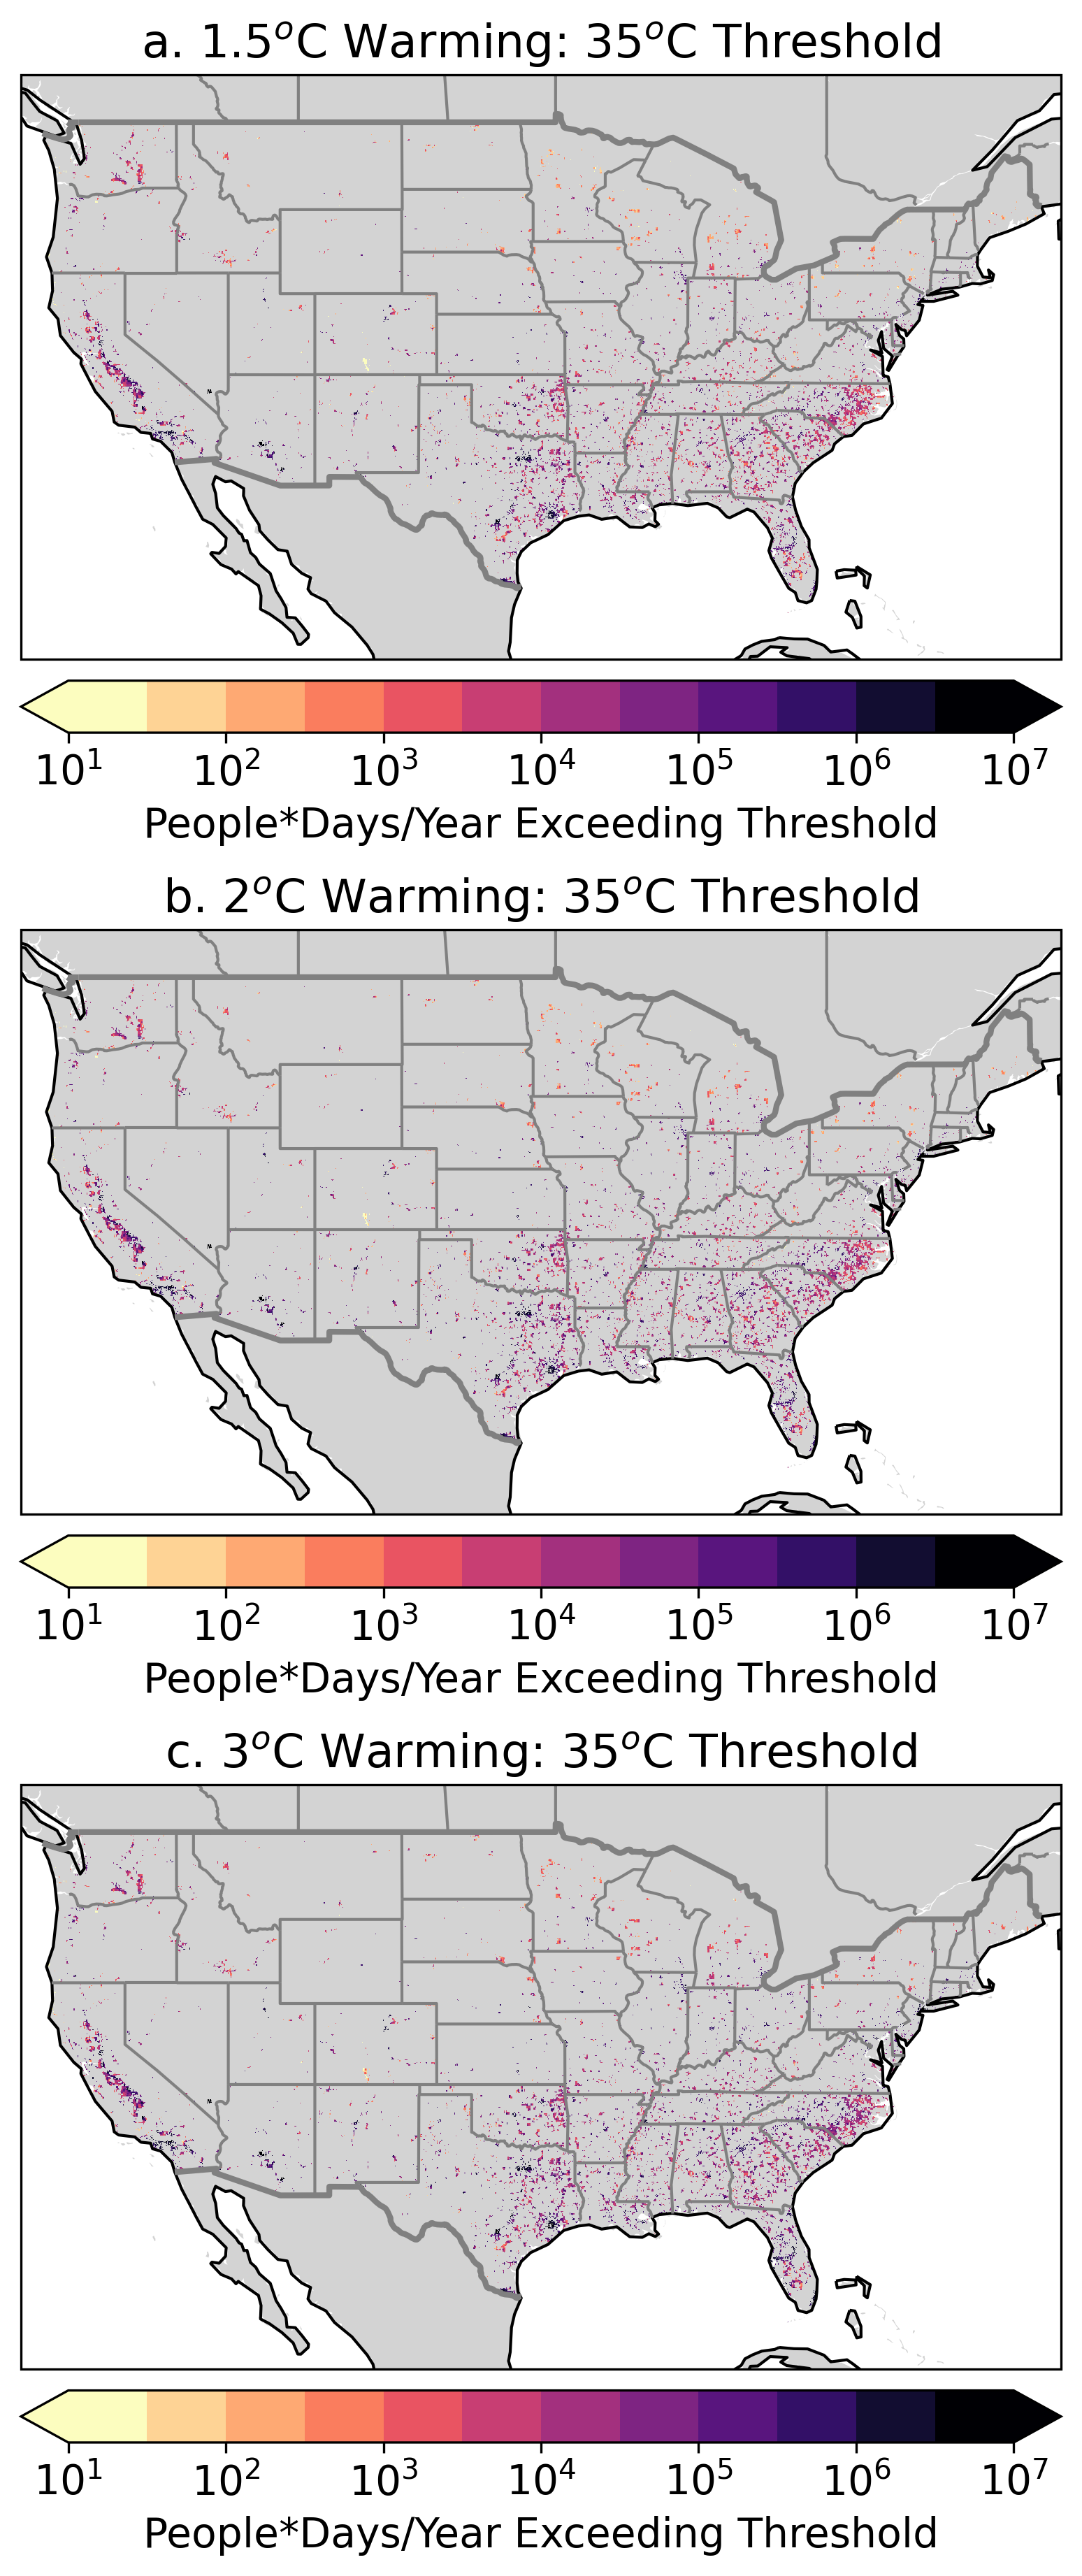 a. 1.5°C Warming: 35°C Threshold
10¹ 10² 10³ 10⁴ 10⁵ 10⁶ 10⁷
People*Days/Year Exceeding Threshold
b. 2°C Warming: 35°C Threshold
10¹ 10² 10³ 10⁴ 10⁵ 10⁶ 10⁷
People*Days/Year Exceeding Threshold
c. 3°C Warming: 35°C Threshold
10¹ 10² 10³ 10⁴ 10⁵ 10⁶ 10⁷
People*Days/Year Exceeding Threshold